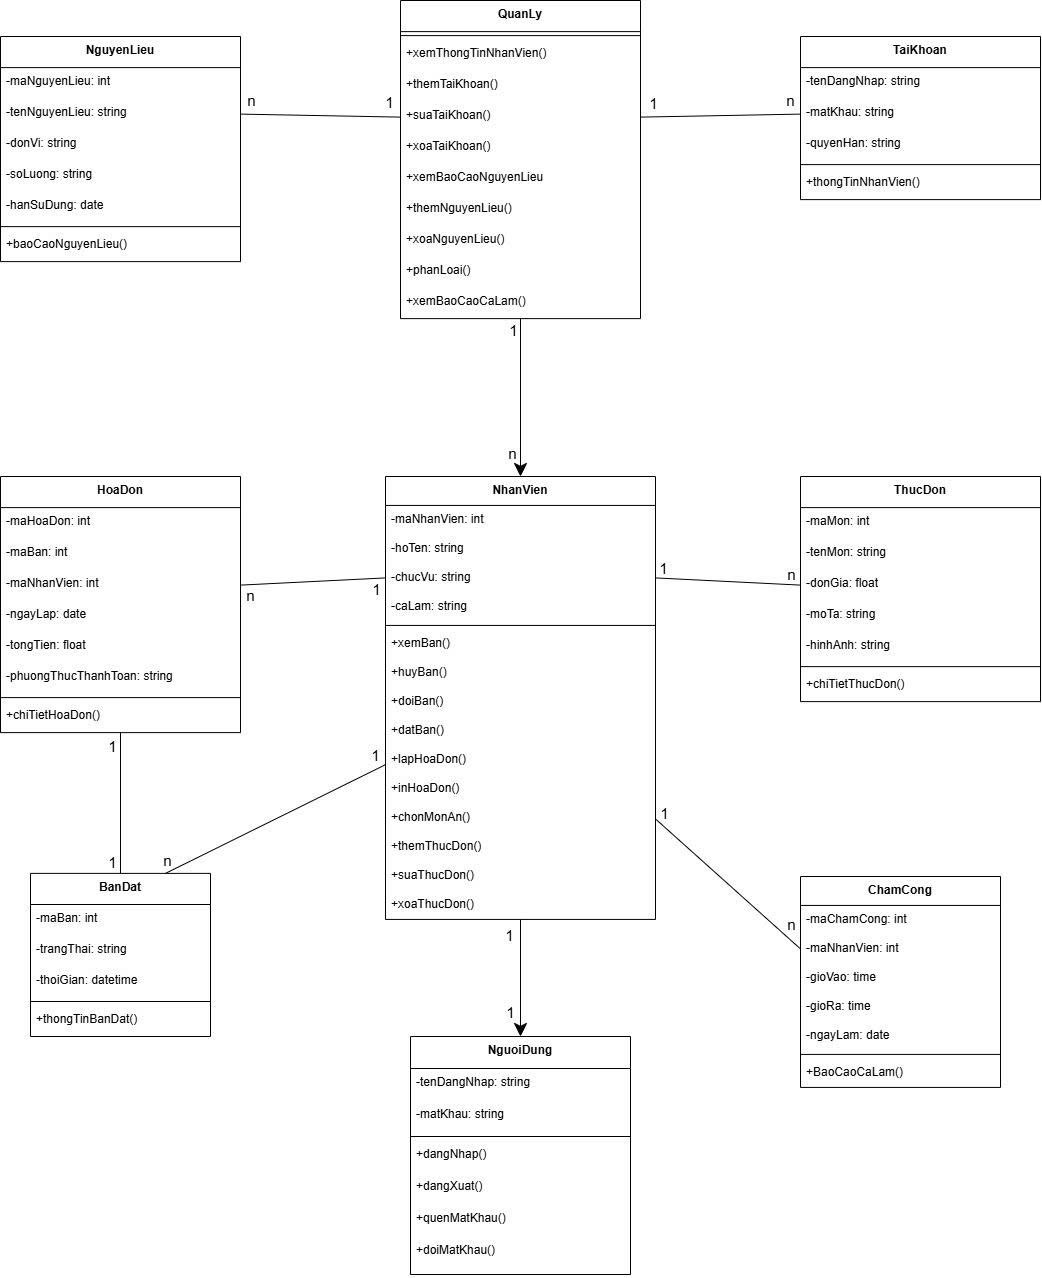 QuanLy
+xemThongTinNhanVien()
+themTaiKhoan()
+suaTaiKhoan()
+xoaTaiKhoan()
+xemBaoCaoNguyenLieu
+themNguyenLieu()
+xoaNguyenLieu()
+phanLoai()
+xemBaoCaoCaLam()
NguyenLieu
-maNguyenLieu: int
-tenNguyenLieu: string
-donVi: string
-soLuong: string
-hanSuDung: date
+baoCaoNguyenLieu()
n
1
1
n
TaiKhoan
-tenDangNhap: string
-matKhau: string
-quyenHan: string
+thongTinNhanVien()
1
n
HoaDon
-maHoaDon: int
-maBan: int
-maNhanVien: int
-ngayLap: date
-tongTien: float
-phuongThucThanhToan: string
+chiTietHoaDon()
n
1
NhanVien
-maNhanVien: int
-hoTen: string
-chucVu: string
-caLam: string
+xemBan()
+huyBan()
+doiBan()
+datBan()
+lapHoaDon()
+inHoaDon()
+chonMonAn()
+themThucDon()
+suaThucDon()
+xoaThucDon()
1
n
ThucDon
-maMon: int
-tenMon: string
-donGia: float
-moTa: string
-hinhAnh: string
+chiTietThucDon()
1
1
1
n
BanDat
-maBan: int
-trangThai: string
-thoiGian: datetime
+thongTinBanDat()
1
n
ChamCong
-maChamCong: int
-maNhanVien: int
-gioVao: time
-gioRa: time
-ngayLam: date
+BaoCaoCaLam()
1
1
NguoiDung
-tenDangNhap: string
-matKhau: string
+dangNhap()
+dangXuat()
+quenMatKhau()
+doiMatKhau()